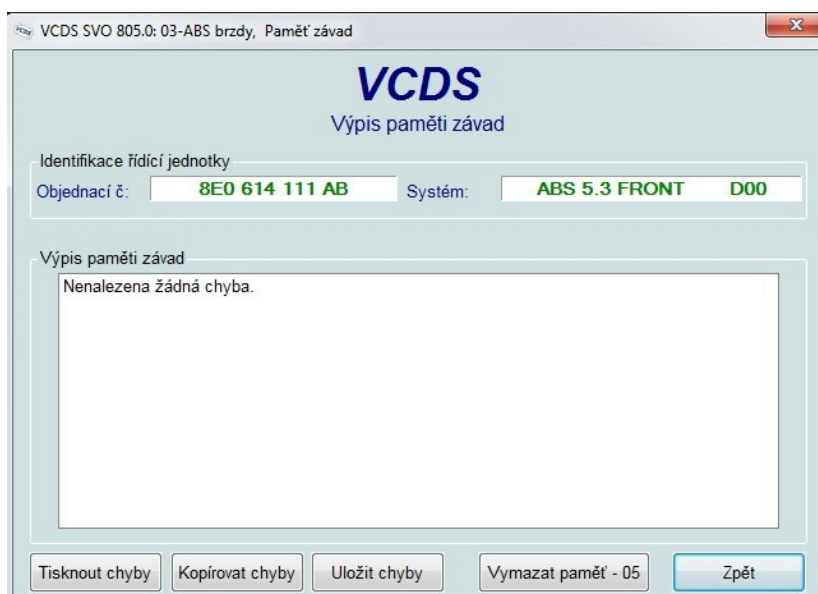 VCDS SVO 805.0: 03-ABS brzdy, Paměť závad
VCDS
Výpis paměti závad
Identifikace řídící jednotky
Objednací č: 8E0 614 111 AB Systém: ABS 5.3 FRONT D00
Výpis paměti závad
Nenalezena žádná chyba.
Tisknout chyby Kopírovat chyby Uložit chyby Vymazat paměť - 05 Zpět